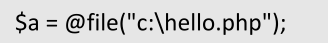 $a = @file("c:\hello.php");